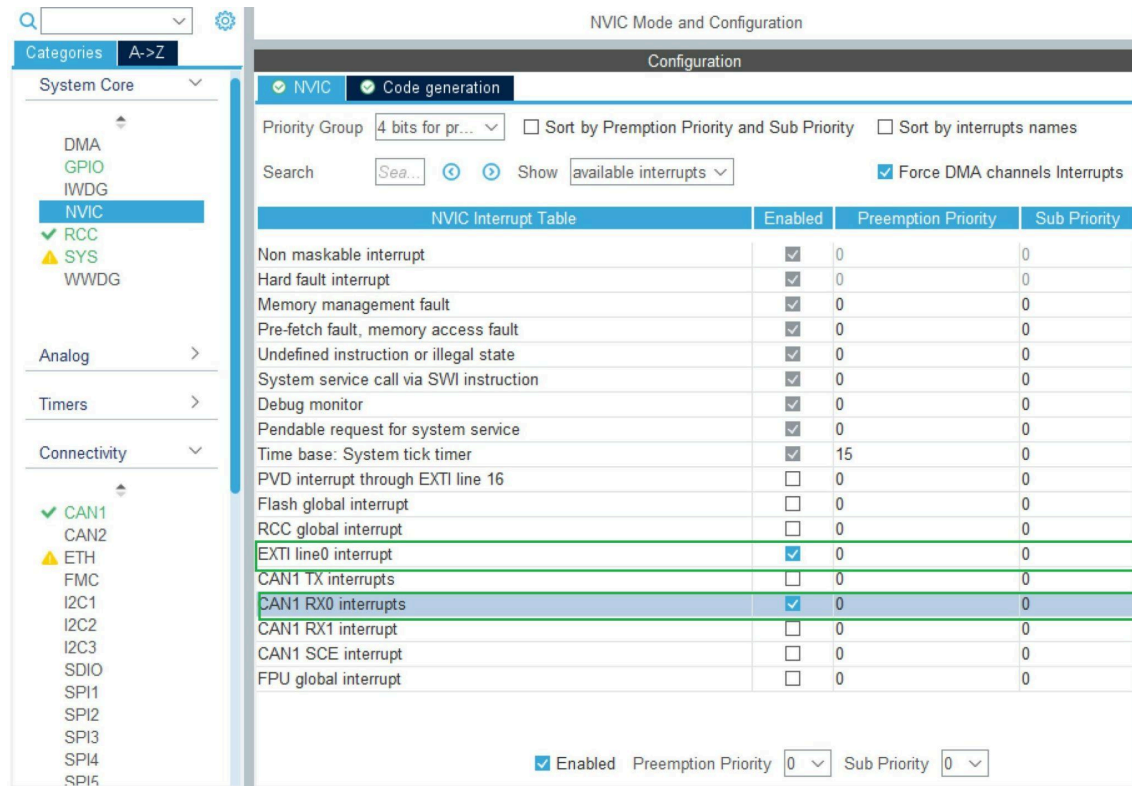 NVIC Mode and Configuration
Categories A->Z
System Core
DMA
GPIO
IWDG
NVIC
RCC
SYS
WWDG
Analog
Timers
Connectivity
CAN1
CAN2
ETH
FMC
I2C1
I2C2
I2C3
SDIO
SPI1
SPI2
SPI3
SPI4
SPI5
Configuration
NVIC Code generation
Priority Group 4 bits for pr... Sort by Premption Priority and Sub Priority Sort by interrupts names
Search Sea... Show available interrupts Force DMA channels Interrupts
NVIC Interrupt Table Enabled Preemption Priority Sub Priority
Non maskable interrupt 0 0
Hard fault interrupt 0 0
Memory management fault 0 0
Pre-fetch fault, memory access fault 0 0
Undefined instruction or illegal state 0 0
System service call via SWI instruction 0 0
Debug monitor 0 0
Pendable request for system service 0 0
Time base: System tick timer 15 0
PVD interrupt through EXTI line 16 0 0
Flash global interrupt 0 0
RCC global interrupt 0 0
EXTI line0 interrupt 0 0
CAN1 TX interrupts 0 0
CAN1 RX0 interrupts 0 0
CAN1 RX1 interrupt 0 0
CAN1 SCE interrupt 0 0
FPU global interrupt 0 0
Enabled Preemption Priority 0 Sub Priority 0